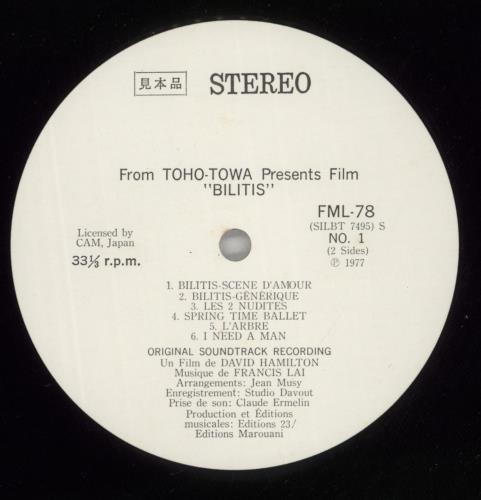 見本品 STEREO
From TOHO-TOWA Presents Film
"BILITIS"
FML-78
(SILBT 7495) S
Licensed by
CAM, Japan
NO. 1
(2 Sides)
33⅓ r.p.m.
Ⓟ 1977
1. BILITIS-SCENE D'AMOUR
2. BILITIS-GÉNÉRIQUE
3. LES 2 NUDITES
4. SPRING TIME BALLET
5. L'ARBRE
6. I NEED A MAN
ORIGINAL SOUNDTRACK RECORDING
Un Film de DAVID HAMILTON
Musique de FRANCIS LAI
Arrangements: Jean Musy
Enregistrement: Studio Davout
Prise de son: Claude Ermelin
Production et Éditions
musicales: Editions 23/
Editions Marouani